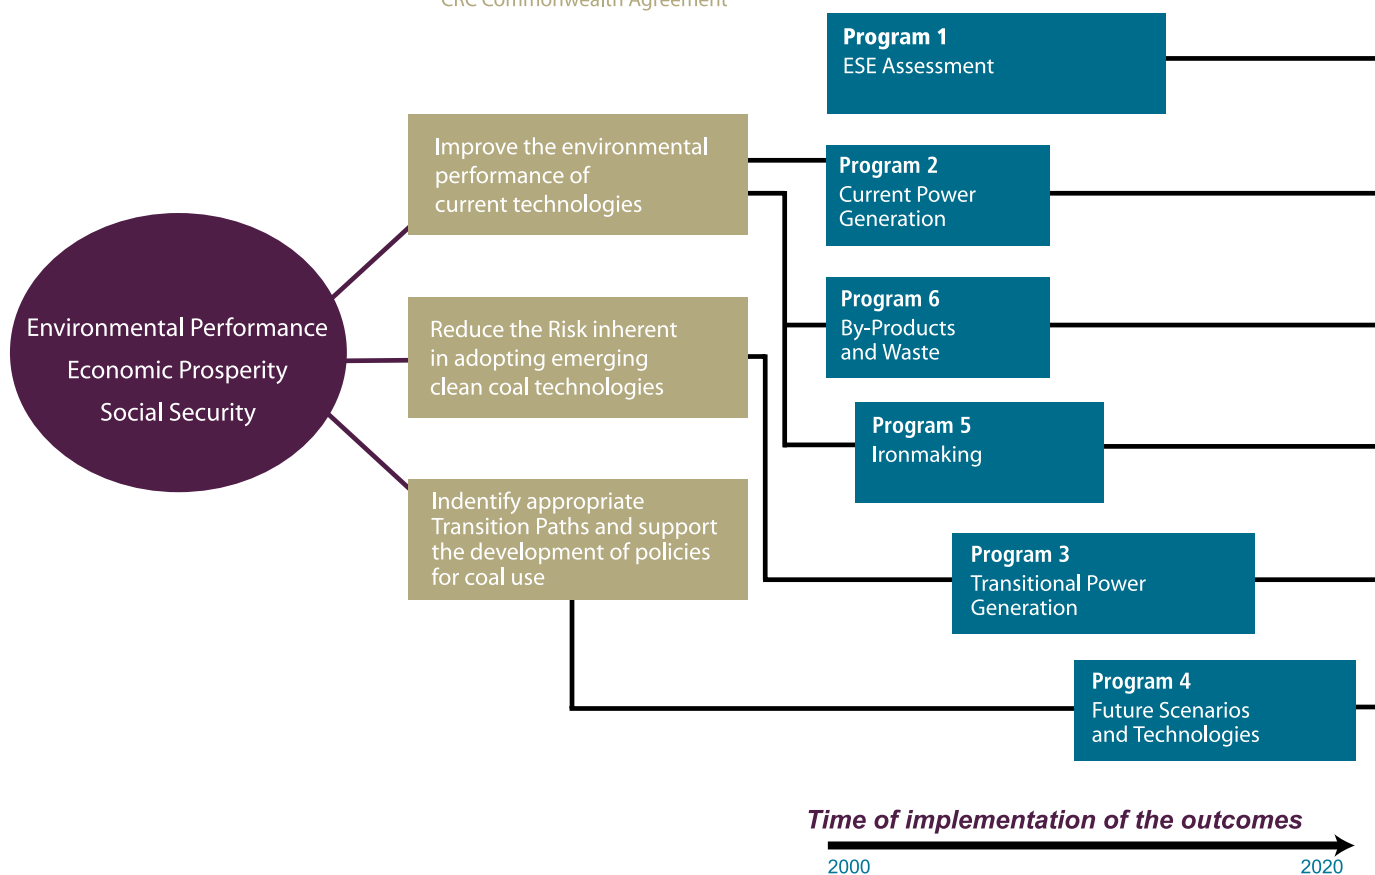 CRC Commonwealth Agreement
Program 1
ESE Assessment
Improve the environmental
performance of
current technologies
Program 2
Current Power
Generation
Program 6
By-Products
and Waste
Environmental Performance
Economic Prosperity
Social Security
Reduce the Risk inherent
in adopting emerging
clean coal technologies
Program 5
Ironmaking
Indentify appropriate
Transition Paths and support
the development of policies
for coal use
Program 3
Transitional Power
Generation
Program 4
Future Scenarios
and Technologies
Time of implementation of the outcomes
2000
2020